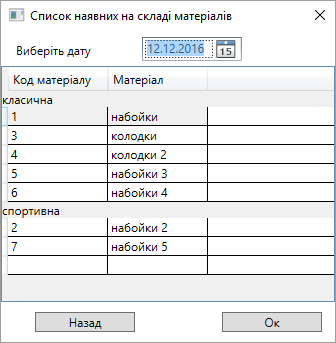 Список наявних на складі матеріалів
Виберіть дату 12.12.2016 15
Код матеріалу Матеріал
класична
1 набойки
3 колодки
4 колодки 2
5 набойки 3
6 набойки 4
спортивна
2 набойки 2
7 набойки 5
Назад Ок